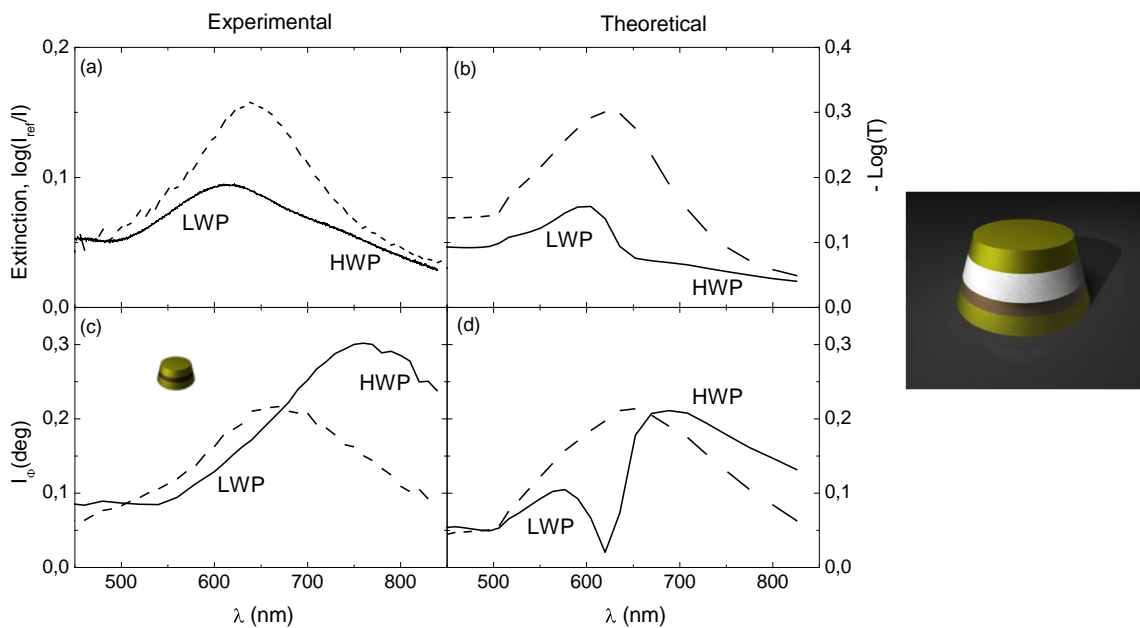 Experimental
Theoretical
(a)
(b)
0,2
0,1
0,0
Extinction, log(I_ref/I)
LWP
HWP
LWP
HWP
0,4
0,3
0,2
0,1
0,0
- Log(T)
(c)
(d)
0,3
0,2
0,1
0,0
I_Φ(deg)
LWP
HWP
LWP
HWP
0,3
0,2
0,1
0,0
500 600 700 800
500 600 700 800
λ (nm)
λ (nm)